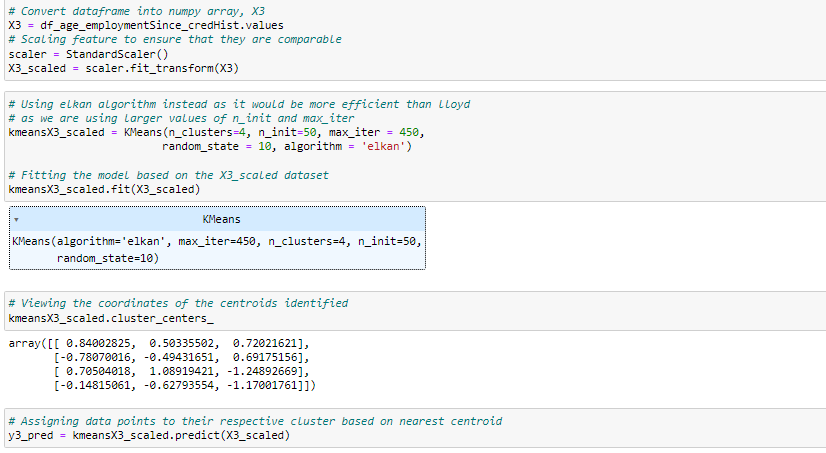 # Convert dataframe into numpy array, X3
X3 = df_age_employmentSince_credHist.values
# Scaling feature to ensure that they are comparable
scaler = StandardScaler()
X3_scaled = scaler.fit_transform(X3)
# Using elkan algorithm instead as it would be more efficient than lloyd
# as we are using larger values of n_init and max_iter
kmeansX3_scaled = KMeans(n_clusters=4, n_init=50, max_iter = 450,
random_state = 10, algorithm = 'elkan')
# Fitting the model based on the X3_scaled dataset
kmeansX3_scaled.fit(X3_scaled)
KMeans
KMeans(algorithm='elkan', max_iter=450, n_clusters=4, n_init=50,
random_state=10)
# Viewing the coordinates of the centroids identified
kmeansX3_scaled.cluster_centers_
array([[ 0.84002825, 0.50335502, 0.72021621],
[-0.78070016, -0.49431651, 0.69175156],
[ 0.70504018, 1.08919421, -1.24892669],
[-0.14815061, -0.62793554, -1.17001761]])
# Assigning data points to their respective cluster based on nearest centroid
y3_pred = kmeansX3_scaled.predict(X3_scaled)